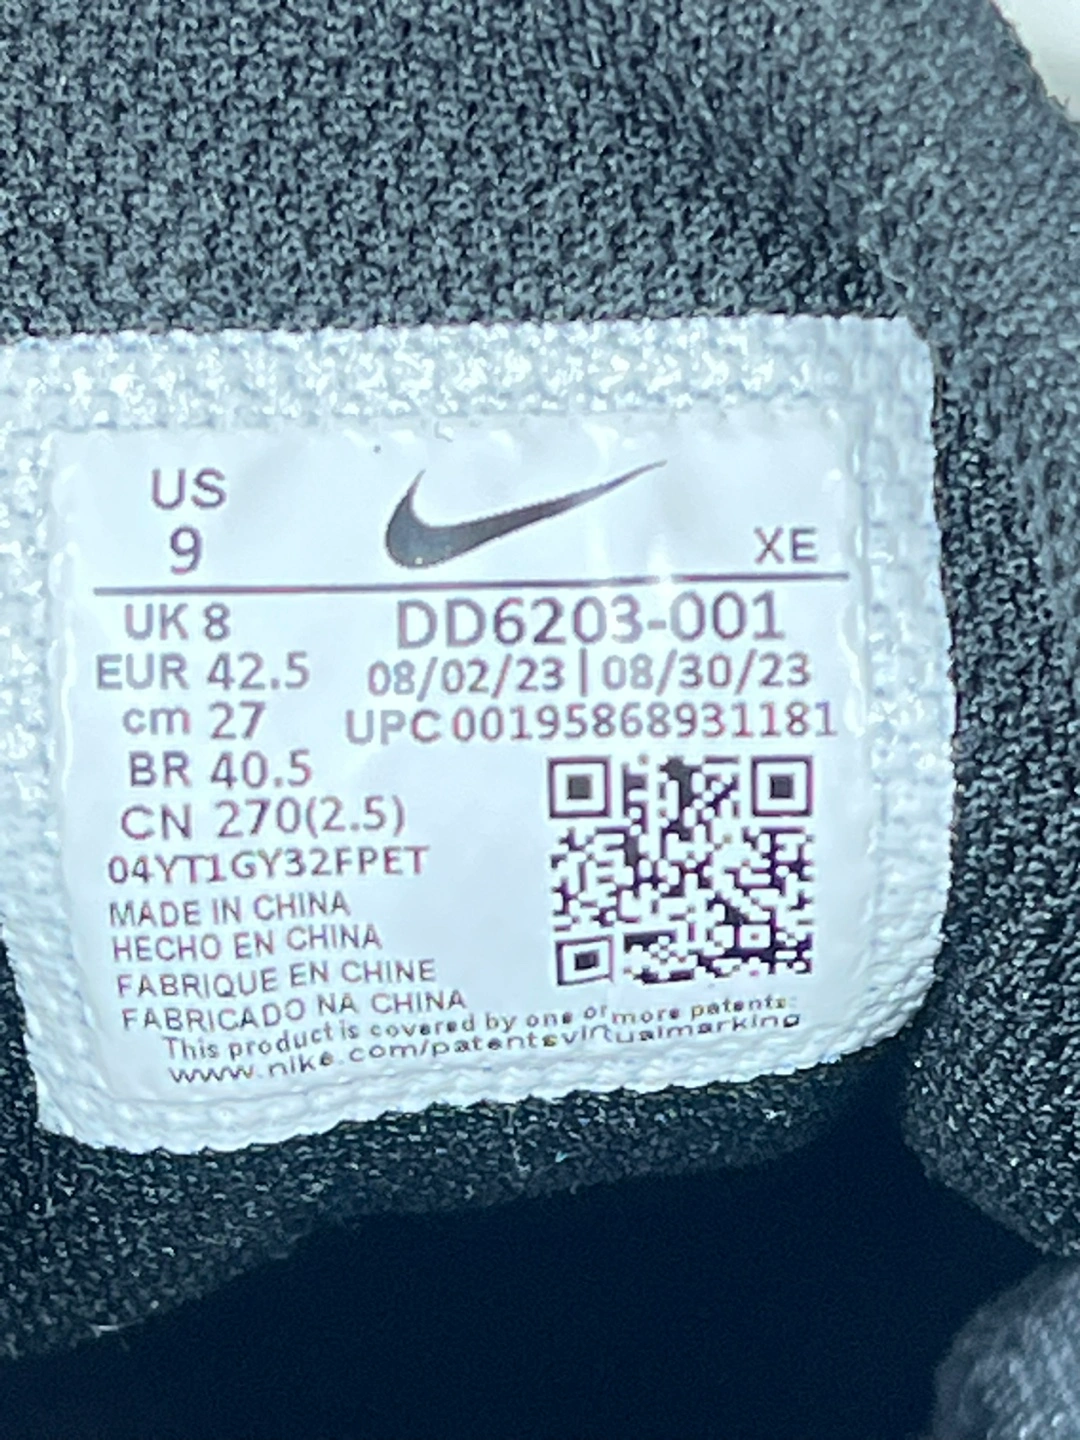 US
9
XE
UK 8
EUR 42.5
cm 27
BR 40.5
CN 270(2.5)
DD6203-001
08/02/23 | 08/30/23
UPC 00195868931181
04YT1GY32FPET
MADE IN CHINA
HECHO EN CHINA
FABRIQUE EN CHINE
FABRICADO NA CHINA
This product is covered by one or more patents:
www.nike.com/patentsvirtualmarking